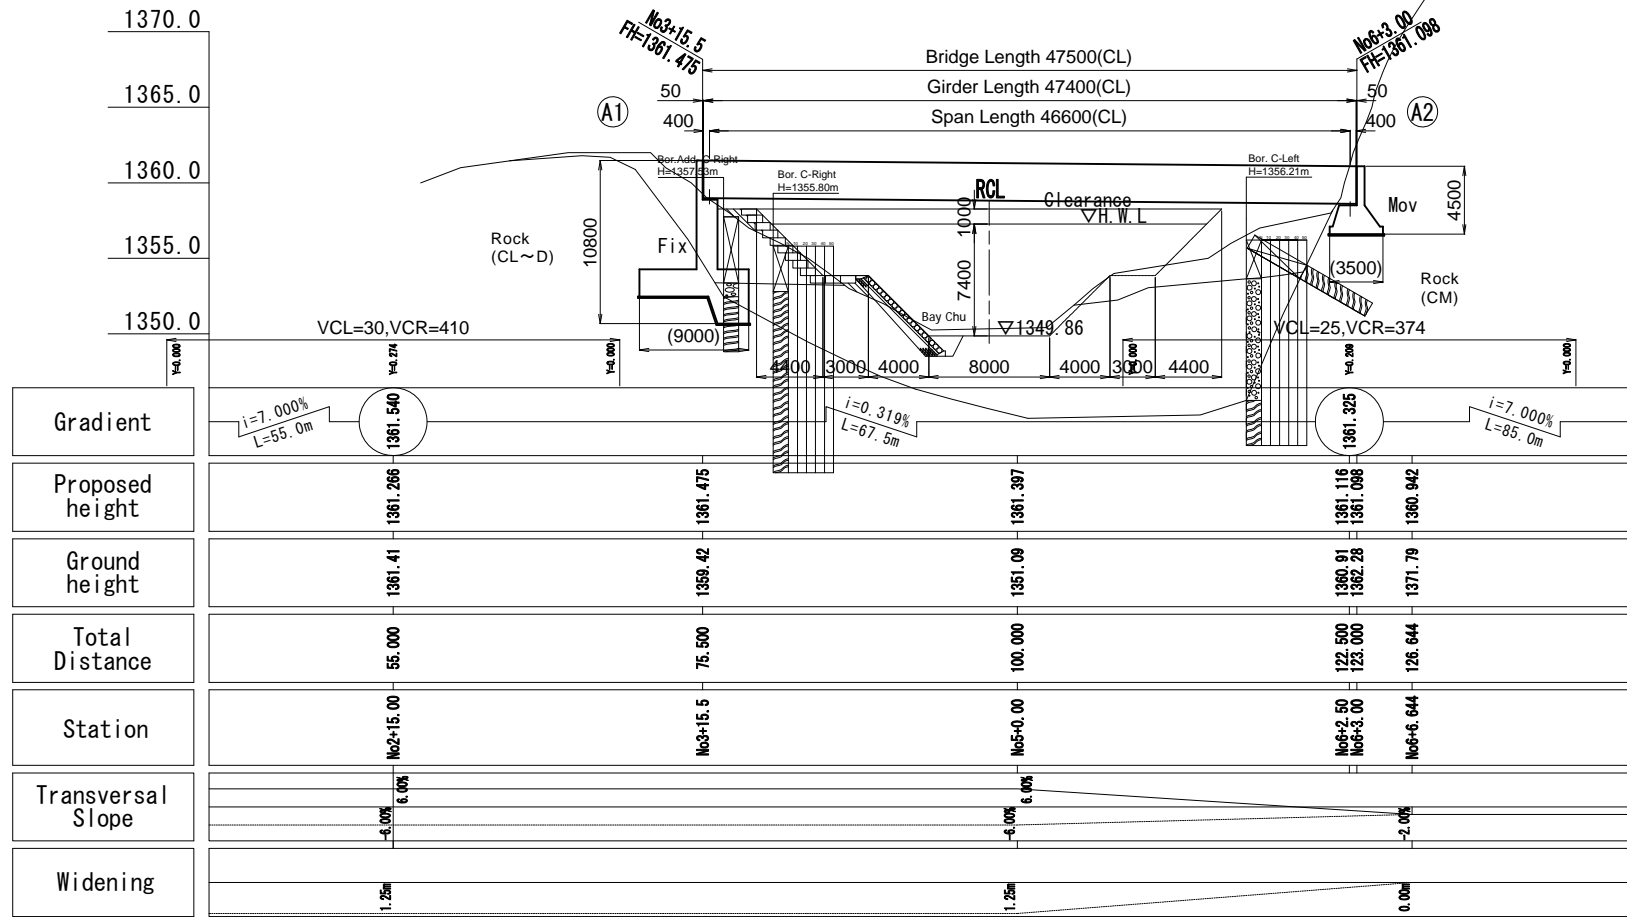 1370.0
1365.0
1360.0
1355.0
1350.0
No3+15.5
FH=1361.475
No6+3.00
FH=1361.098
Bridge Length 47500(CL)
50
Girder Length 47400(CL)
50
A1
A2
400
Span Length 46600(CL)
400
Bor.Add. C-Right
H=1357.53m
Bor. C-Right
H=1355.80m
Bor. C-Left
H=1356.21m
RCL
Clearance
1000
▽H.W.L
Mov
4500
10800
Rock
(CL~D)
Fix
7400
(3500)
Rock
(CM)
Bay Chu
▽1349.86
VCL=30,VCR=410
VCL=25,VCR=374
(9000)
Y=0.000
Y=0.274
Y=0.000
Y=0.209
Y=0.000
4400
3000
4000
8000
4000
3000
4400
Gradient
i=7.000%
L=55.0m
1361.540
i=0.319%
L=67.5m
1361.325
i=7.000%
L=85.0m
Proposed
height
1361.266
1361.475
1361.397
1361.116
1361.098
1360.942
Ground
height
1361.41
1359.42
1351.09
1360.91
1362.28
1371.79
Total
Distance
55.000
75.500
100.000
122.500
123.000
126.644
Station
No2+15.00
No3+15.5
No5+0.00
No6+2.50
No6+3.00
No6+6.644
Transversal
Slope
-6.00%
6.00%
-6.00%
6.00%
-2.00%
Widening
1.25m
1.25m
0.00m